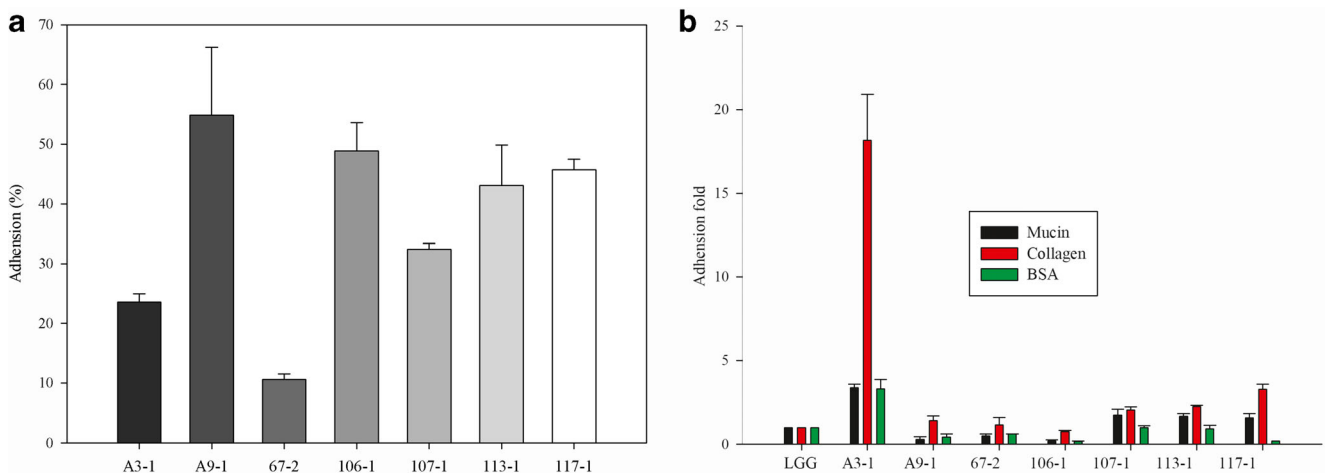 a
Adhension (%)
70
60
50
40
30
20
10
0
A3-1 A9-1 67-2 106-1 107-1 113-1 117-1
b
Adhension fold
25
20
15
10
5
0
Mucin
Collagen
BSA
LGG A3-1 A9-1 67-2 106-1 107-1 113-1 117-1